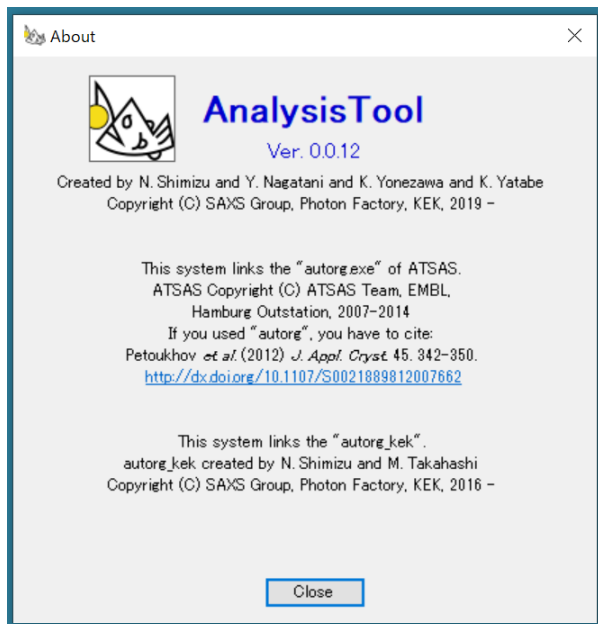 About
AnalysisTool
Ver. 0.0.12
Created by N. Shimizu and Y. Nagatani and K. Yonezawa and K. Yatabe
Copyright (C) SAXS Group, Photon Factory, KEK, 2019 -
This system links the "autorg.exe" of ATSAS.
ATSAS Copyright (C) ATSAS Team, EMBL,
Hamburg Outstation, 2007-2014
If you used "autorg", you have to cite:
Petoukhov et al. (2012) J. Appl. Cryst. 45. 342-350.
http://dx.doi.org/10.1107/S0021889812007662
This system links the "autorg_kek".
autorg_kek created by N. Shimizu and M. Takahashi
Copyright (C) SAXS Group, Photon Factory, KEK, 2016 -
Close